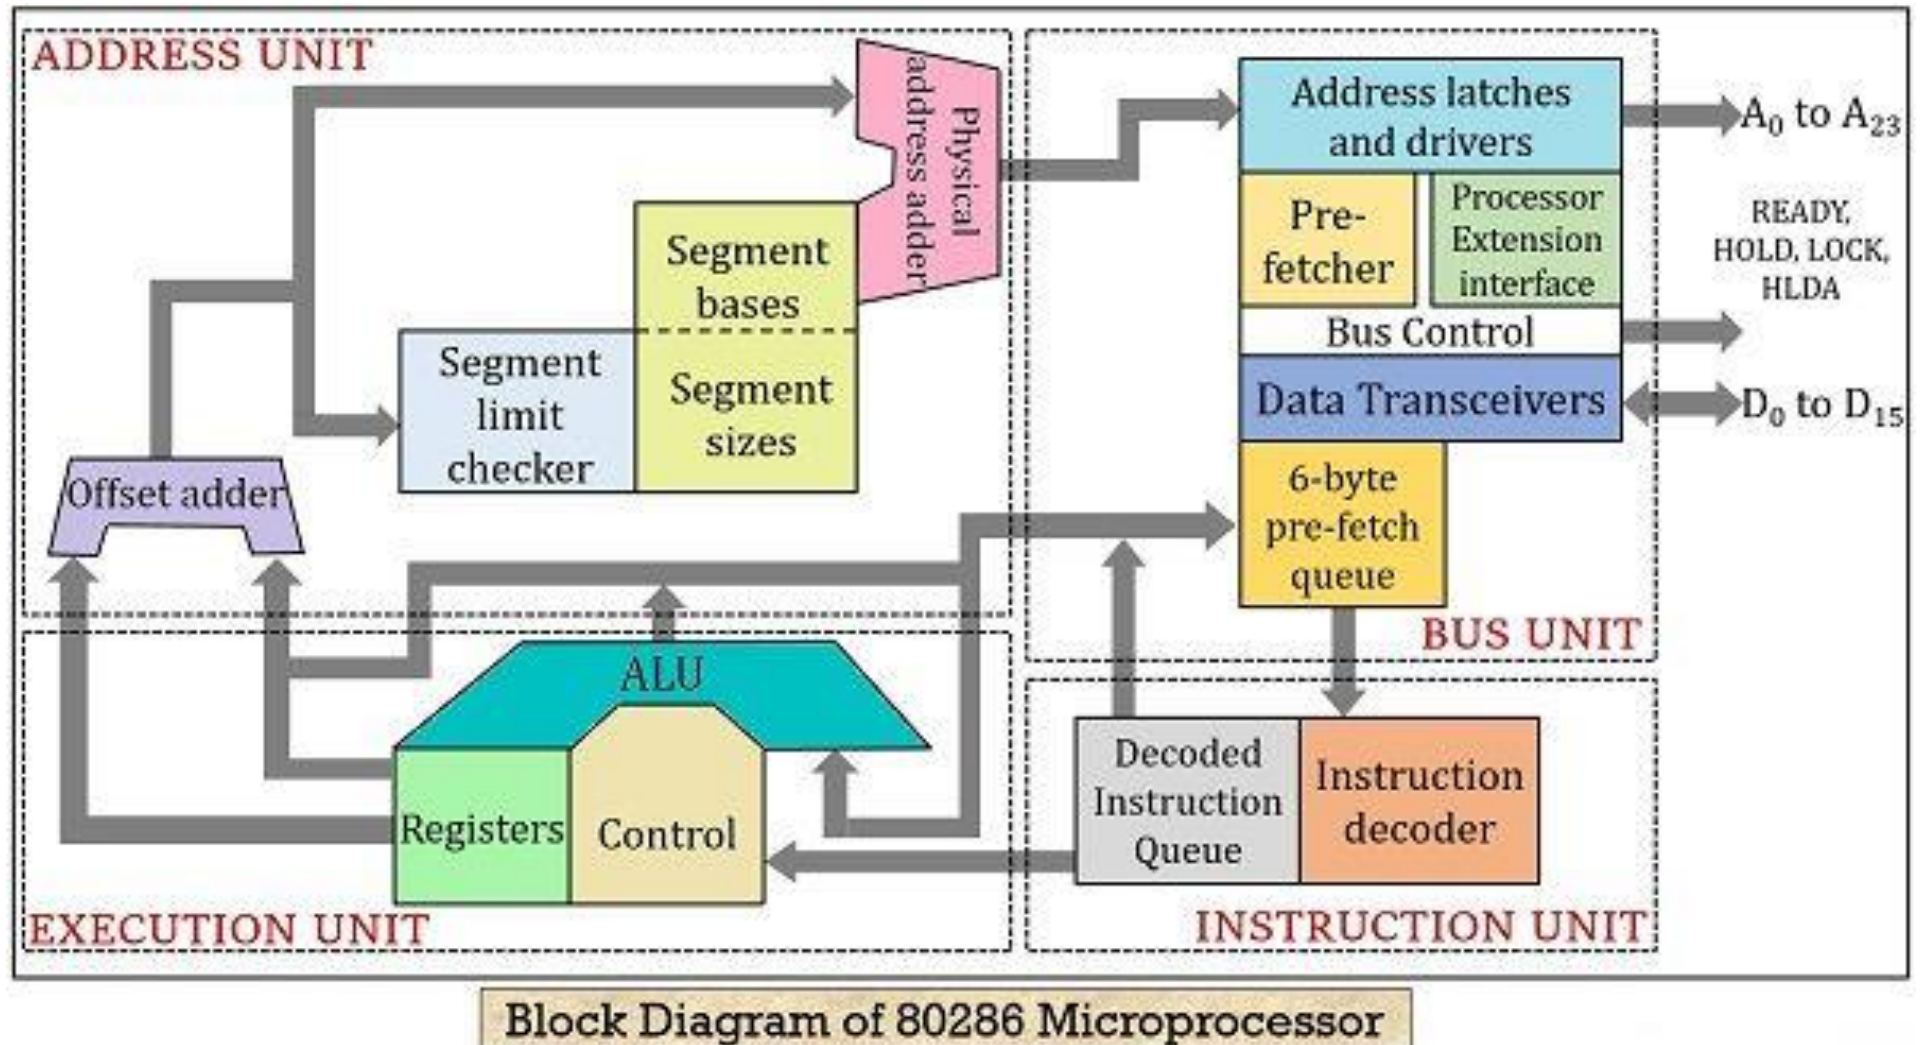 ADDRESS UNIT
Physical
address adder
Segment
bases
Segment
limit
checker
Segment
sizes
Offset adder
Address latches
and drivers
Pre-
fetcher
Processor
Extension
interface
Bus Control
Data Transceivers
6-byte
pre-fetch
queue
BUS UNIT
A0 to A23
READY,
HOLD, LOCK,
HLDA
D0 to D15
ALU
Registers
Control
EXECUTION UNIT
Decoded
Instruction
Queue
Instruction
decoder
INSTRUCTION UNIT
Block Diagram of 80286 Microprocessor